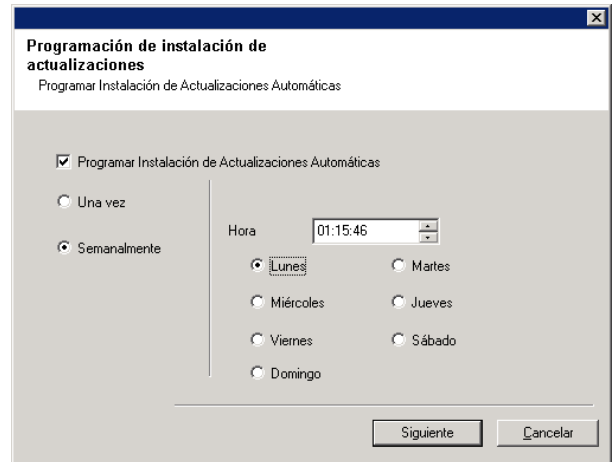 Programación de instalación de
actualizaciones
Programar Instalación de Actualizaciones Automáticas
Programar Instalación de Actualizaciones Automáticas
Una vez
Semanalmente
Hora 01:15:46
Lunes Martes
Miércoles Jueves
Viernes Sábado
Domingo
Siguiente Cancelar